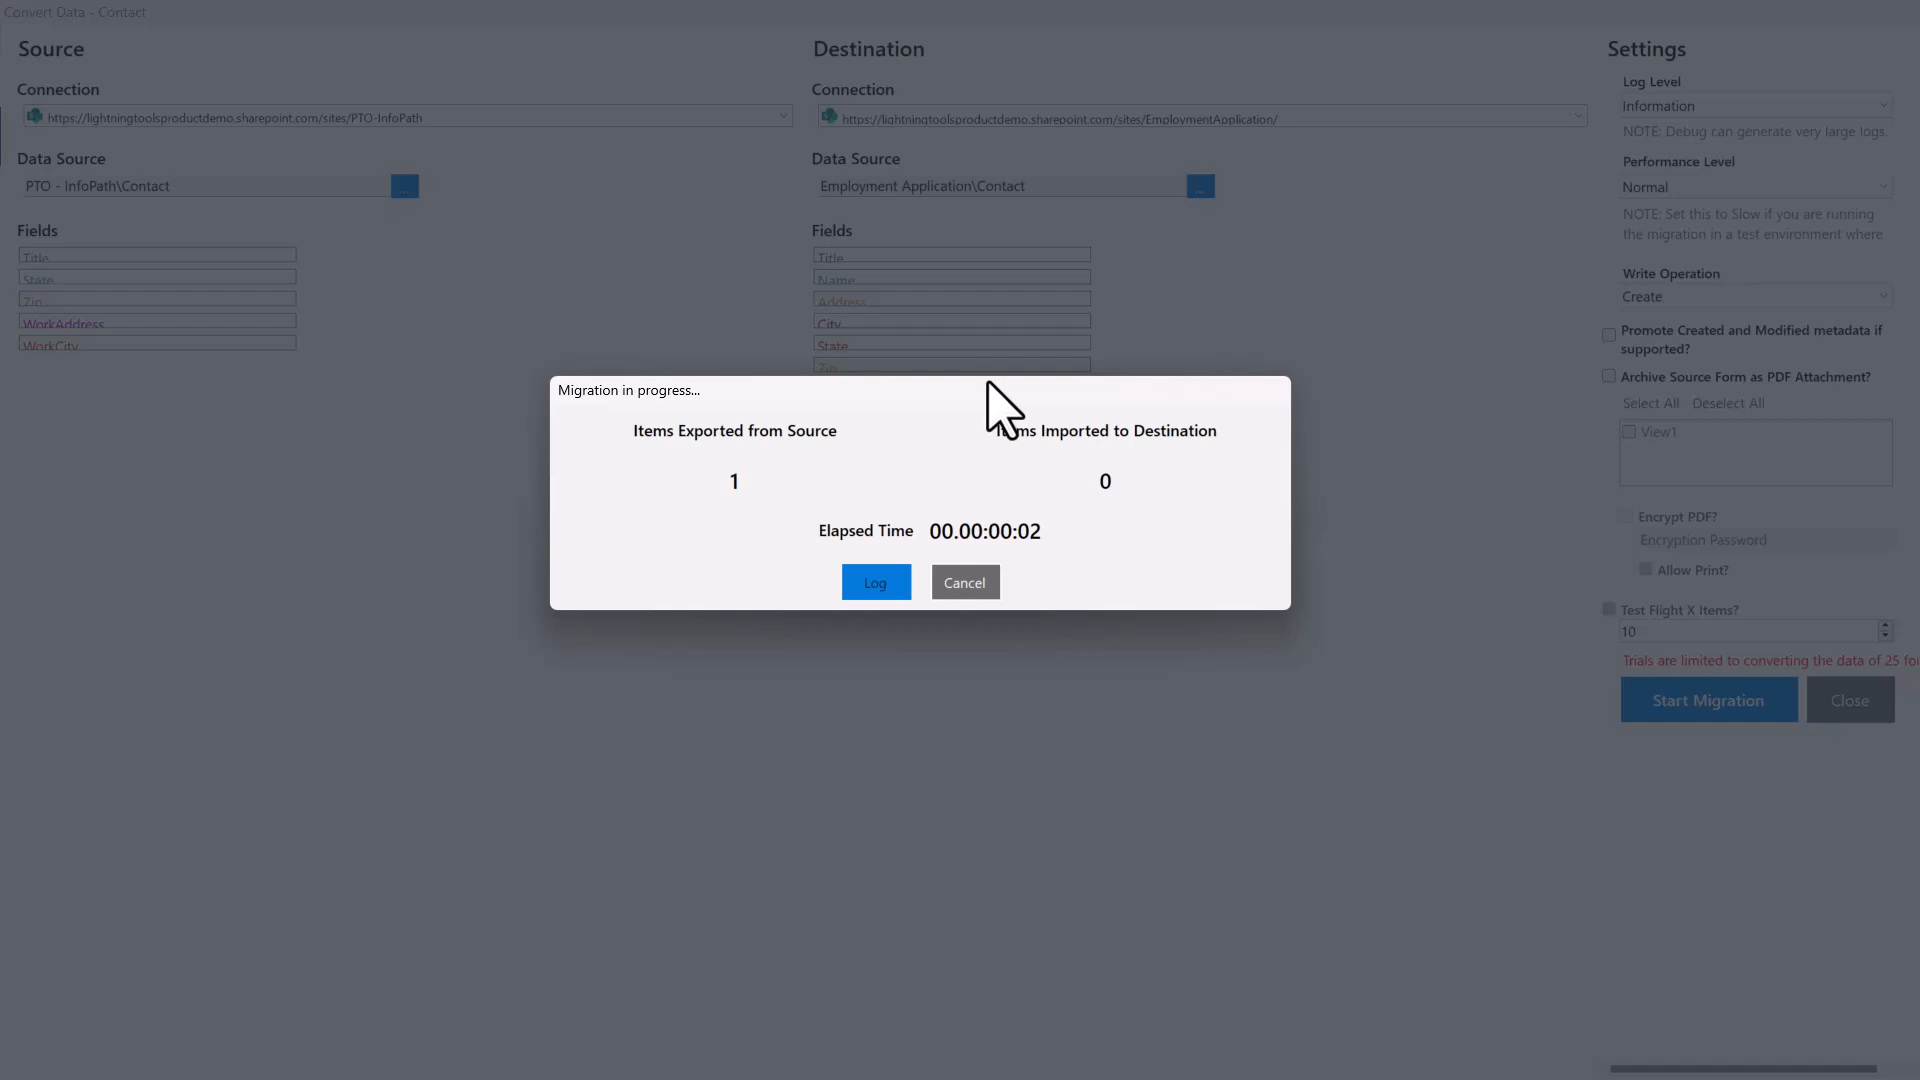 Convert Data - Contact
Source
Connection
https://lightningtoolsproductdemo.sharepoint.com/sites/PTO-InfoPath
Data Source
PTO - InfoPath\Contact
...
Fields
Title
State
Zip
WorkAddress
WorkCity
Destination
Connection
https://lightningtoolsproductdemo.sharepoint.com/sites/EmploymentApplication/
Data Source
Employment Application\Contact
...
Fields
Title
Name
Address
City
State
Zip
Migration in progress...
Items Exported from Source
1
Items Imported to Destination
0
Elapsed Time 00.00:00:02
Log
Cancel
Settings
Log Level
Information
NOTE: Debug can generate very large logs.
Performance Level
Normal
NOTE: Set this to Slow if you are running
the migration in a test environment where
Write Operation
Create
Promote Created and Modified metadata if
supported?
Archive Source Form as PDF Attachment?
Select All Deselect All
View1
Encrypt PDF?
Encryption Password
Allow Print?
Test Flight X Items?
10
Trials are limited to converting the data of 25 for
Start Migration
Close